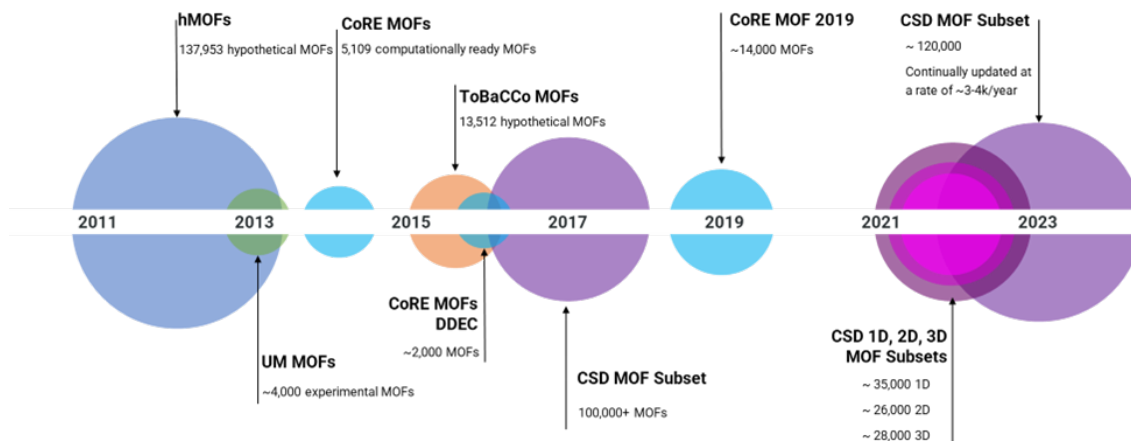 hMOFs
137,953 hypothetical MOFs
CoRE MOFs
5,109 computationally ready MOFs
ToBaCCo MOFs
13,512 hypothetical MOFs
CoRE MOF 2019
~14,000 MOFs
CSD MOF Subset
~ 120,000
Continually updated at
a rate of ~3-4k/year
2011
2013
2015
2017
2019
2021
2023
UM MOFs
~4,000 experimental MOFs
CoRE MOFs
DDEC
~2,000 MOFs
CSD MOF Subset
100,000+ MOFs
CSD 1D, 2D, 3D
MOF Subsets
~ 35,000 1D
~ 26,000 2D
~ 28,000 3D